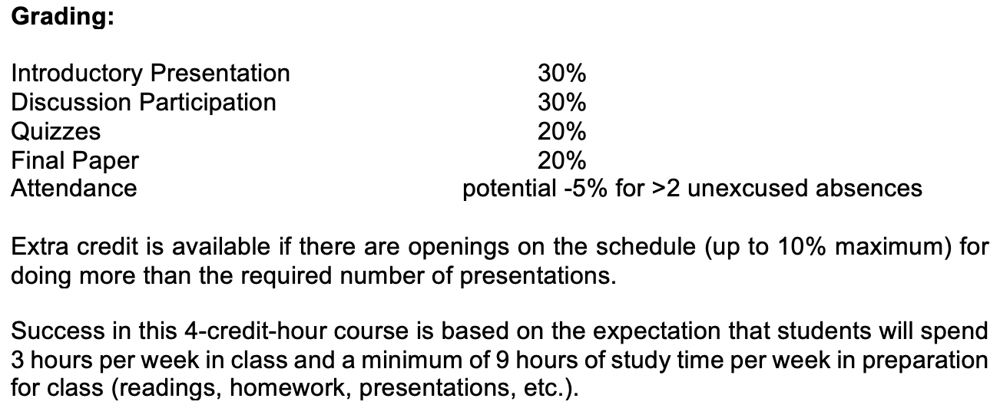 Grading:
Introductory Presentation 30%
Discussion Participation 30%
Quizzes 20%
Final Paper 20%
Attendance potential -5% for >2 unexcused absences
Extra credit is available if there are openings on the schedule (up to 10% maximum) for
doing more than the required number of presentations.
Success in this 4-credit-hour course is based on the expectation that students will spend
3 hours per week in class and a minimum of 9 hours of study time per week in preparation
for class (readings, homework, presentations, etc.).